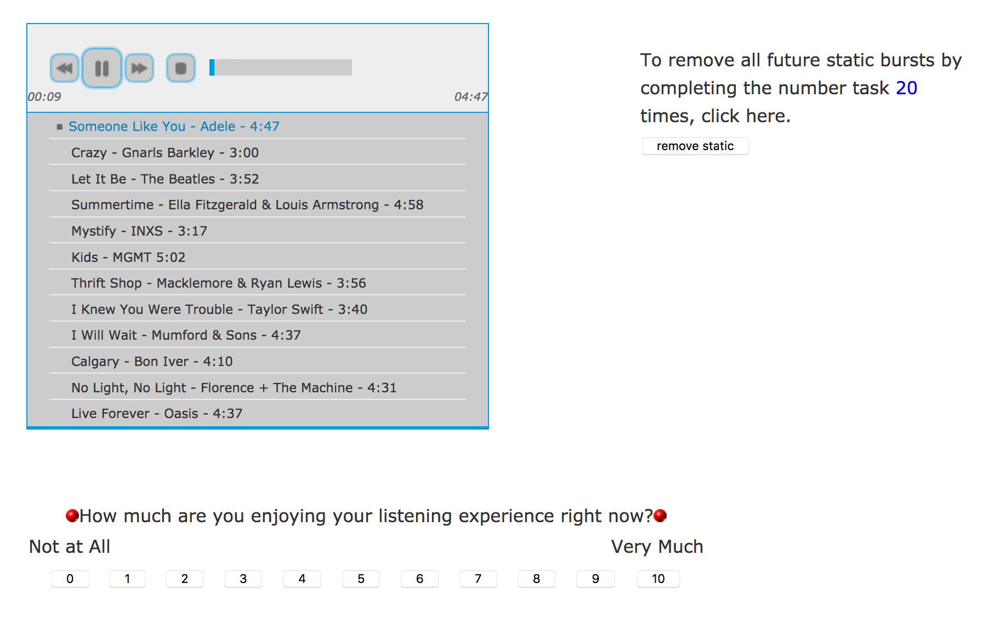 00:09
04:47
Someone Like You - Adele - 4:47
Crazy - Gnarls Barkley - 3:00
Let It Be - The Beatles - 3:52
Summertime - Ella Fitzgerald & Louis Armstrong - 4:58
Mystify - INXS - 3:17
Kids - MGMT 5:02
Thrift Shop - Macklemore & Ryan Lewis - 3:56
I Knew You Were Trouble - Taylor Swift - 3:40
I Will Wait - Mumford & Sons - 4:37
Calgary - Bon Iver - 4:10
No Light, No Light - Florence + The Machine - 4:31
Live Forever - Oasis - 4:37
To remove all future static bursts by
completing the number task 20
times, click here.
remove static
How much are you enjoying your listening experience right now?
Not at All
Very Much
0 1 2 3 4 5 6 7 8 9 10